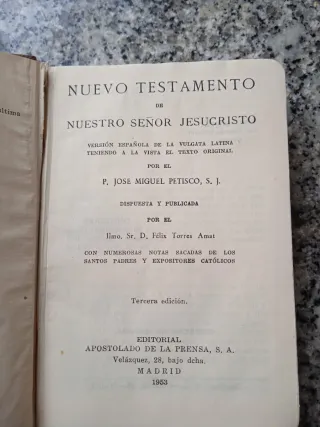 última
NUEVO TESTAMENTO
DE
NUESTRO SEÑOR JESUCRISTO
VERSIÓN ESPAÑOLA DE LA VULGATA LATINA
TENIENDO A LA VISTA EL TEXTO ORIGINAL
POR EL
P. JOSE MIGUEL PETISCO, S. J.
DISPUESTA Y PUBLICADA
POR EL
Ilmo. Sr. D. Félix Torres Amat
CON NUMEROSAS NOTAS SACADAS DE LOS
SANTOS PADRES Y EXPOSITORES CATÓLICOS
Tercera edición.
EDITORIAL
APOSTOLADO DE LA PRENSA, S. A.
Velázquez, 28, bajo dcha.
MADRID
1953